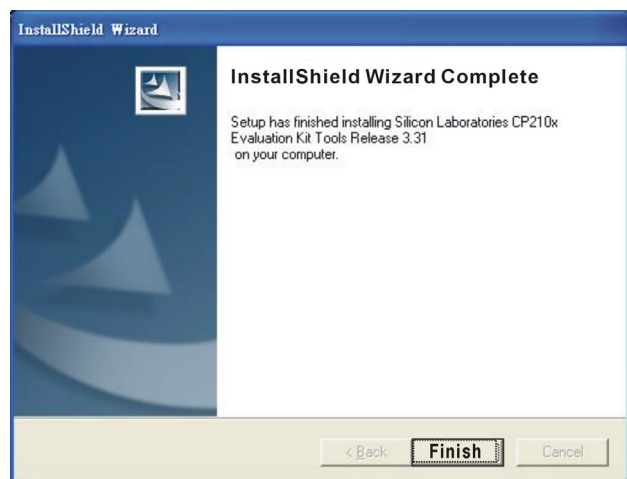 InstallShield Wizard
InstallShield Wizard Complete
Setup has finished installing Silicon Laboratories CP210x
Evaluation Kit Tools Release 3.31
on your computer.
< Back
Finish
Cancel